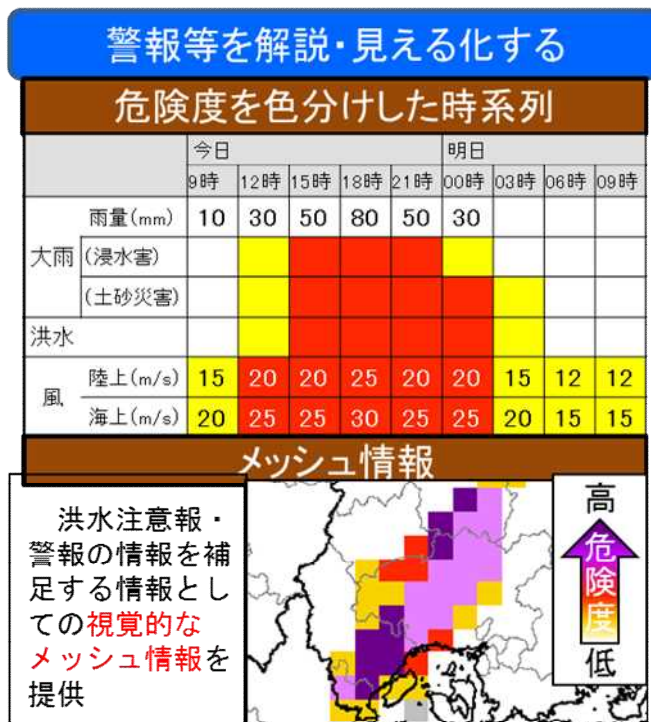 警報等を解説・見える化する
危険度を色分けした時系列
今日 明日
9時 12時 15時 18時 21時 00時 03時 06時 09時
雨量(mm) 10 30 50 80 50 30
大雨 (浸水害)
(土砂災害)
洪水
風 陸上(m/s) 15 20 20 25 20 20 15 12 12
海上(m/s) 20 25 25 30 25 25 20 15 15
メッシュ情報
洪水注意報・
警報の情報を補
足する情報とし
ての視覚的な
メッシュ情報を
提供
高
危険度
低